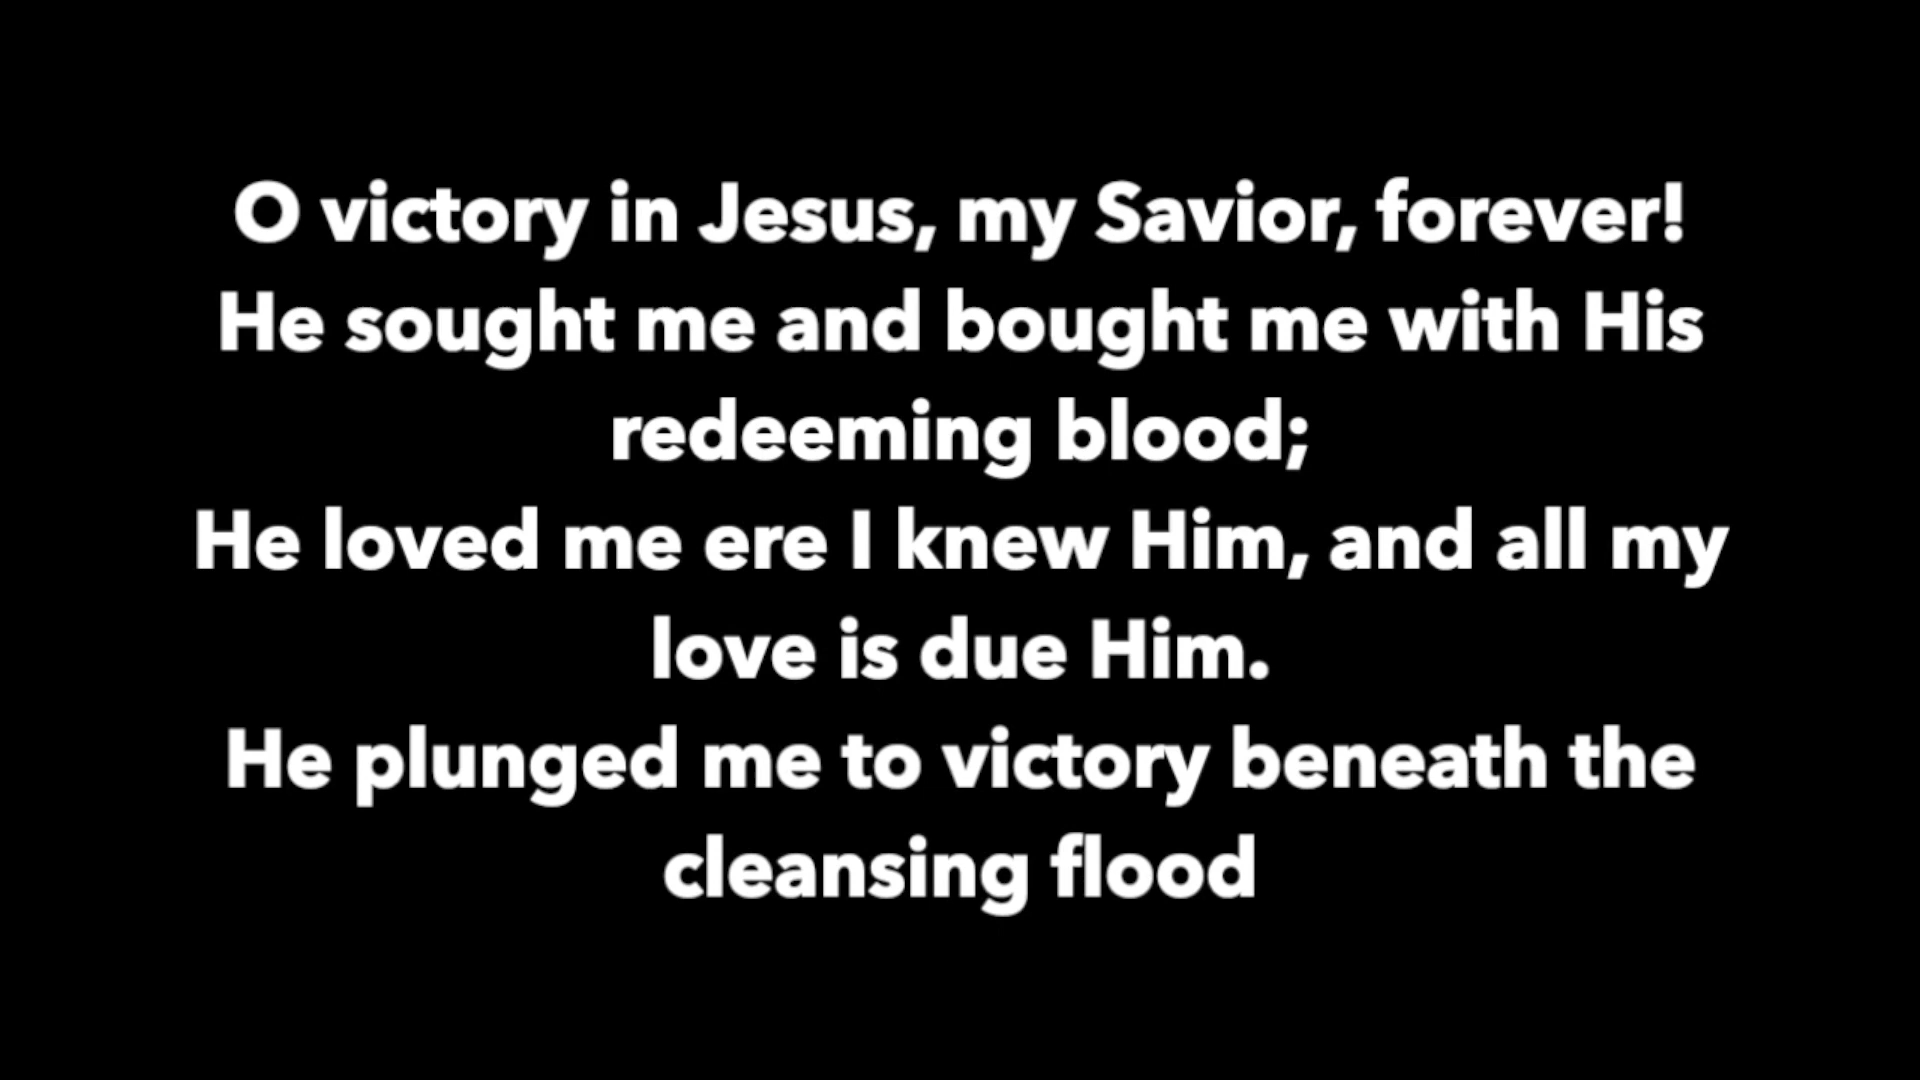 O victory in Jesus, my Savior, forever!
He sought me and bought me with His
redeeming blood;
He loved me ere I knew Him, and all my
love is due Him.
He plunged me to victory beneath the
cleansing flood